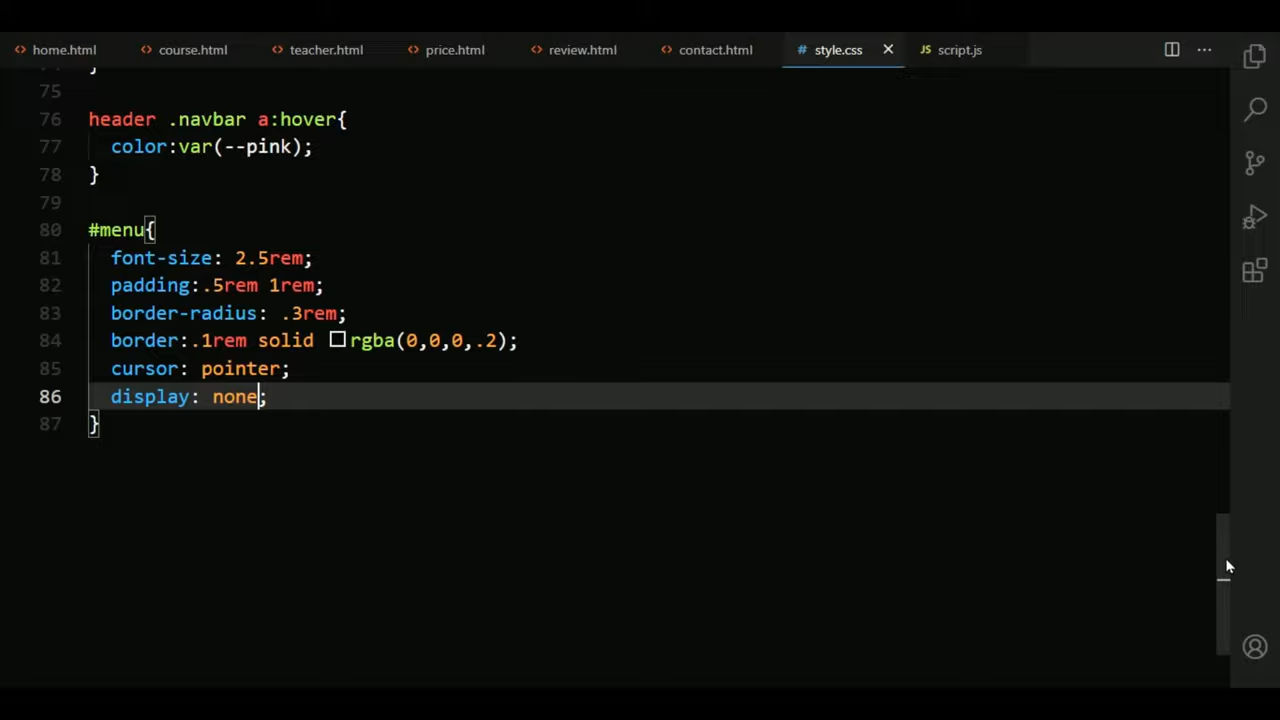 home.html course.html teacher.html price.html review.html contact.html # style.css JS script.js
75
76 header .navbar a:hover{
77 color:var(--pink);
78 }
79
80 #menu{
81 font-size: 2.5rem;
82 padding:.5rem 1rem;
83 border-radius: .3rem;
84 border:.1rem solid rgba(0,0,0,.2);
85 cursor: pointer;
86 display: none;
87 }